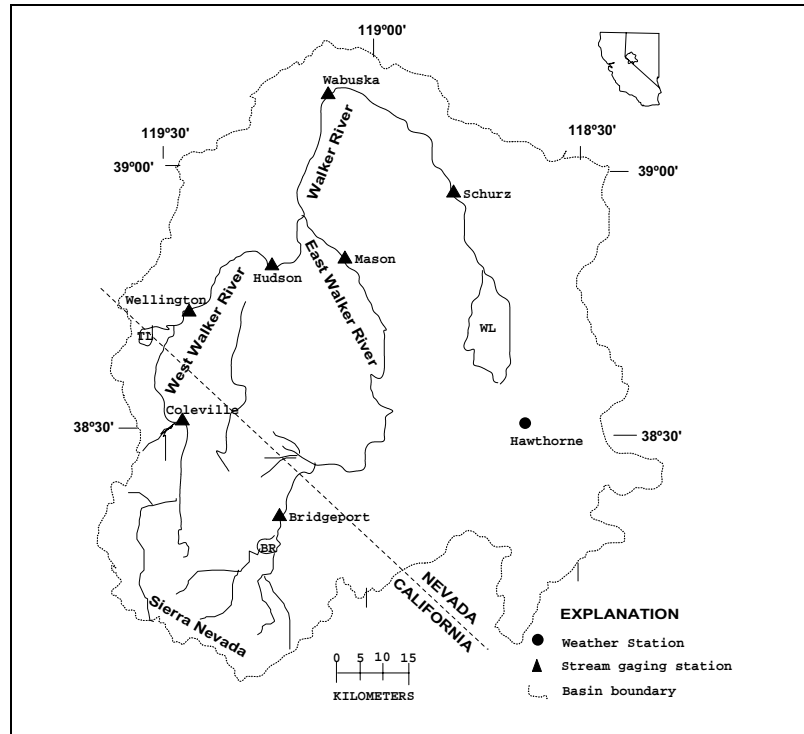 119º00'
Wabuska
119º30'
39º00'
118º30'
39º00'
Walker River
Schurz
Mason
Hudson
East Walker River
Wellington
West Walker River
TL
WL
Coleville
38º30'
Hawthorne
38º30'
Bridgeport
BR
Sierra Nevada
NEVADA
CALIFORNIA
EXPLANATION
Weather Station
Stream gaging station
Basin boundary
0 5 10 15
KILOMETERS